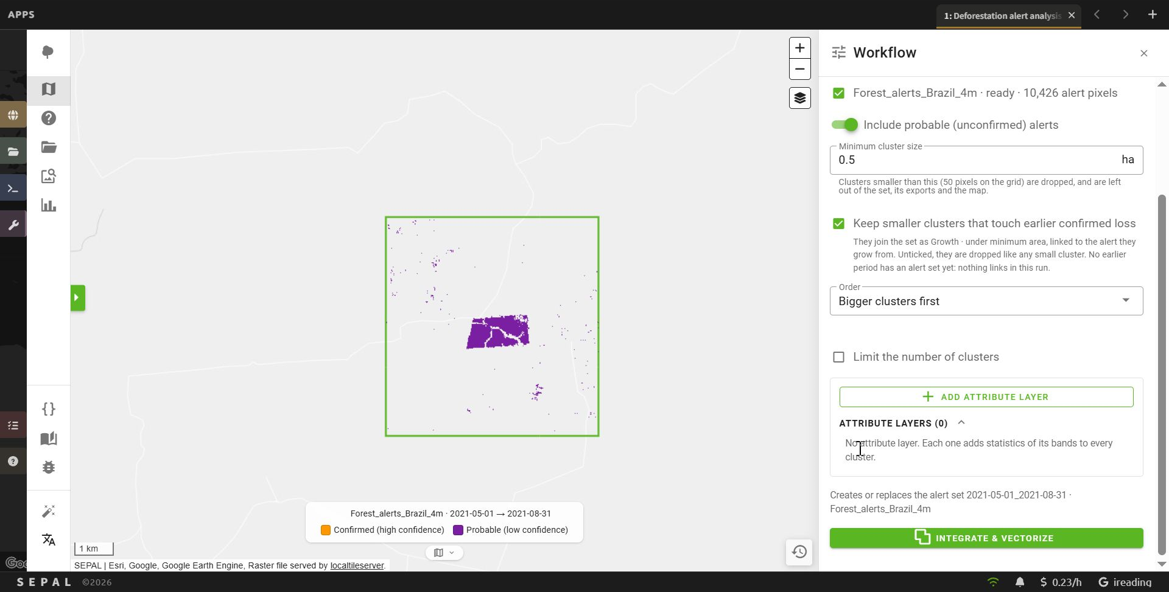 APPS
1: Deforestation alert analysis
Workflow
Forest_alerts_Brazil_4m · ready · 10,426 alert pixels
Include probable (unconfirmed) alerts
Minimum cluster size
0.5
ha
Clusters smaller than this (50 pixels on the grid) are dropped, and are left
out of the set, its exports and the map.
Keep smaller clusters that touch earlier confirmed loss
They join the set as Growth · under minimum area, linked to the alert they
grow from. Unticked, they are dropped like any small cluster. No earlier
period has an alert set yet: nothing links in this run.
Order
Bigger clusters first
Limit the number of clusters
ADD ATTRIBUTE LAYER
ATTRIBUTE LAYERS (0)
No attribute layer. Each one adds statistics of its bands to every
cluster.
Creates or replaces the alert set 2021-05-01_2021-08-31 ·
Forest_alerts_Brazil_4m
INTEGRATE & VECTORIZE
Forest_alerts_Brazil_4m · 2021-05-01 → 2021-08-31
Confirmed (high confidence)
Probable (low confidence)
1 km
SEPAL | Esri, Google, Google Earth Engine, Raster file served by localtileserver.
SEPAL
©2026
$ 0.23/h
ireading